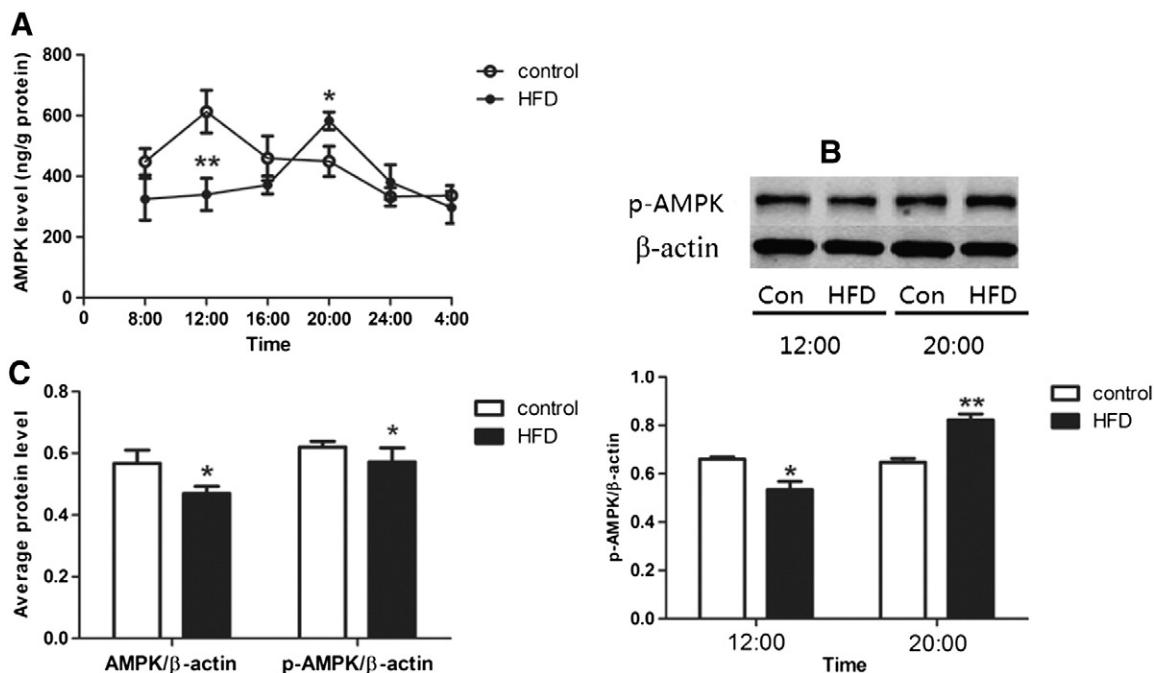 A
AMPK level (ng/g protein)
800
600
400
200
0
0 8:00 12:00 16:00 20:00 24:00 4:00
Time
control
HFD
*
**
B
p-AMPK
β-actin
Con HFD Con HFD
12:00 20:00
p-AMPK/β-actin
1.0
0.8
0.6
0.4
0.2
0.0
12:00 20:00
Time
control
HFD
*
**
C
Average protein level
0.8
0.6
0.4
0.2
0.0
AMPK/β-actin p-AMPK/β-actin
control
HFD
*
*